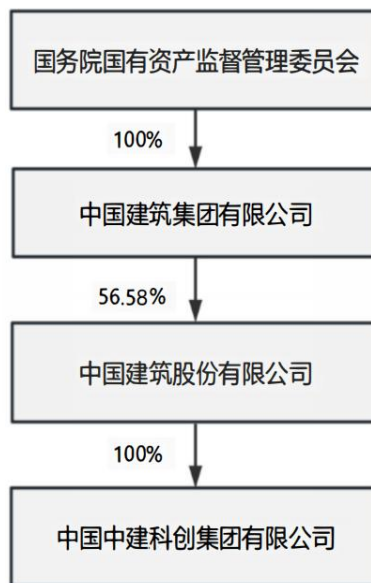 国务院国有资产监督管理委员会
100%
中国建筑集团有限公司
56.58%
中国建筑股份有限公司
100%
中国中建科创集团有限公司